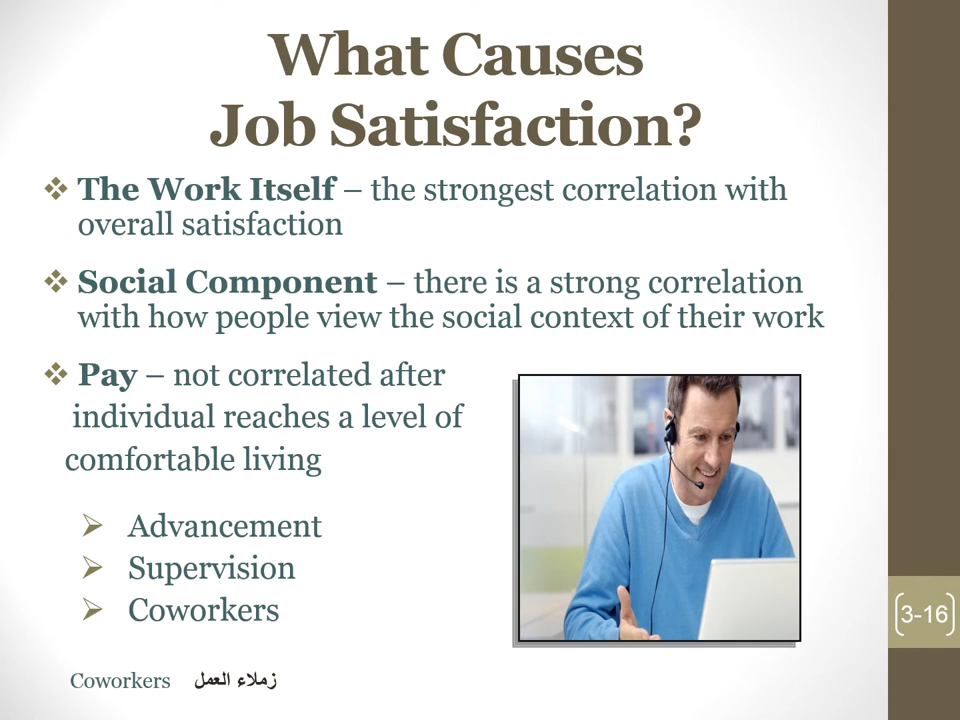 What Causes
Job Satisfaction?
❖ The Work Itself – the strongest correlation with
overall satisfaction
❖ Social Component – there is a strong correlation
with how people view the social context of their work
❖ Pay – not correlated after
individual reaches a level of
comfortable living
➢ Advancement
➢ Supervision
➢ Coworkers
3-16
Coworkers زملاء العمل